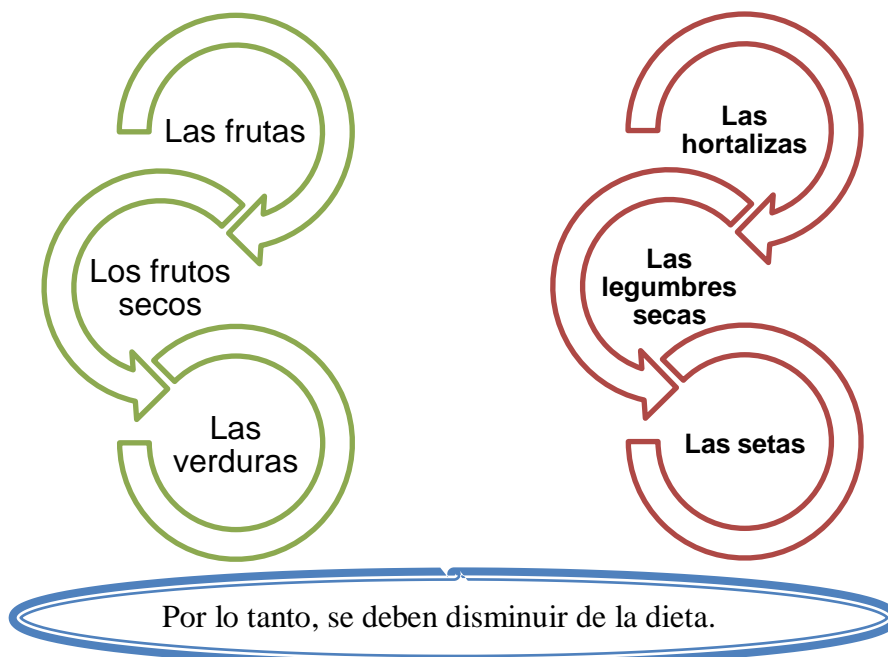 Las frutas
Los frutos
secos
Las
verduras
Las
hortalizas
Las
legumbres
secas
Las setas
Por lo tanto, se deben disminuir de la dieta.